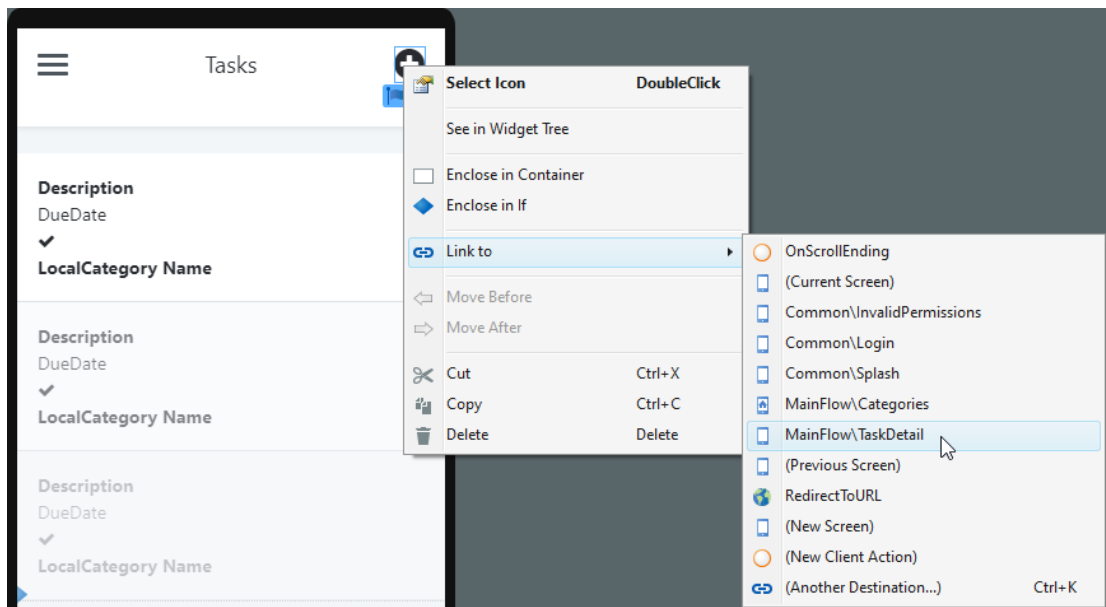 Tasks
Description
DueDate
LocalCategory Name
Description
DueDate
LocalCategory Name
Description
DueDate
LocalCategory Name
Select Icon DoubleClick
See in Widget Tree
Enclose in Container
Enclose in If
Link to
Move Before
Move After
Cut Ctrl+X
Copy Ctrl+C
Delete Delete
OnScrollEnding
(Current Screen)
Common\InvalidPermissions
Common\Login
Common\Splash
MainFlow\Categories
MainFlow\TaskDetail
(Previous Screen)
RedirectToURL
(New Screen)
(New Client Action)
(Another Destination...) Ctrl+K